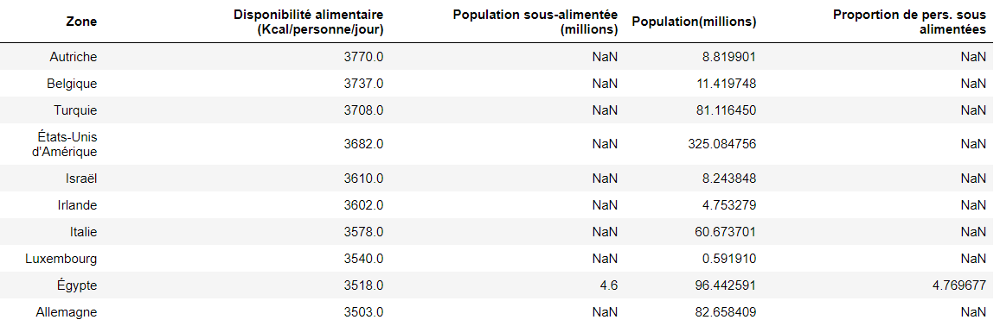 Zone Disponibilité alimentaire (Kcal/personne/jour) Population sous-alimentée (millions) Population(millions) Proportion de pers. sous alimentées
Autriche 3770.0 NaN 8.819901 NaN
Belgique 3737.0 NaN 11.419748 NaN
Turquie 3708.0 NaN 81.116450 NaN
États-Unis d'Amérique 3682.0 NaN 325.084756 NaN
Israël 3610.0 NaN 8.243848 NaN
Irlande 3602.0 NaN 4.753279 NaN
Italie 3578.0 NaN 60.673701 NaN
Luxembourg 3540.0 NaN 0.591910 NaN
Égypte 3518.0 4.6 96.442591 4.769677
Allemagne 3503.0 NaN 82.658409 NaN